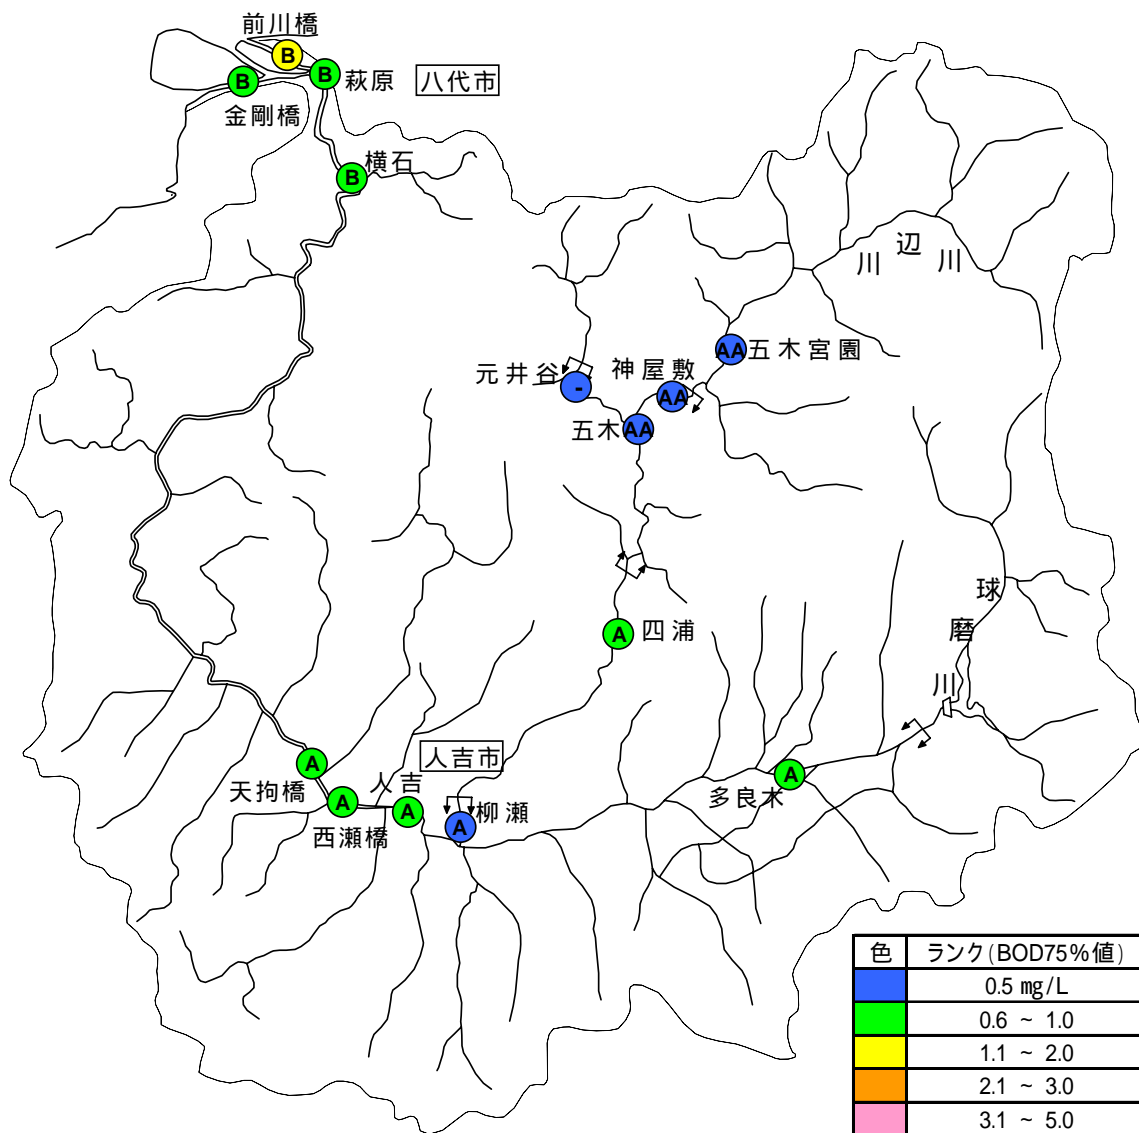 前川橋
B
B
萩原
八代市
B
金剛橋
横石
B
川辺川
AA
五木宮園
神屋敷
元井谷
-
AA
五木
AA
球磨川
A
四浦
人吉市
A
天拘橋
人吉
A
西瀬橋
A
柳瀬
A
A
多良木
色 ランク(BOD75%値)
0.5 mg/L
0.6 ~ 1.0
1.1 ~ 2.0
2.1 ~ 3.0
3.1 ~ 5.0